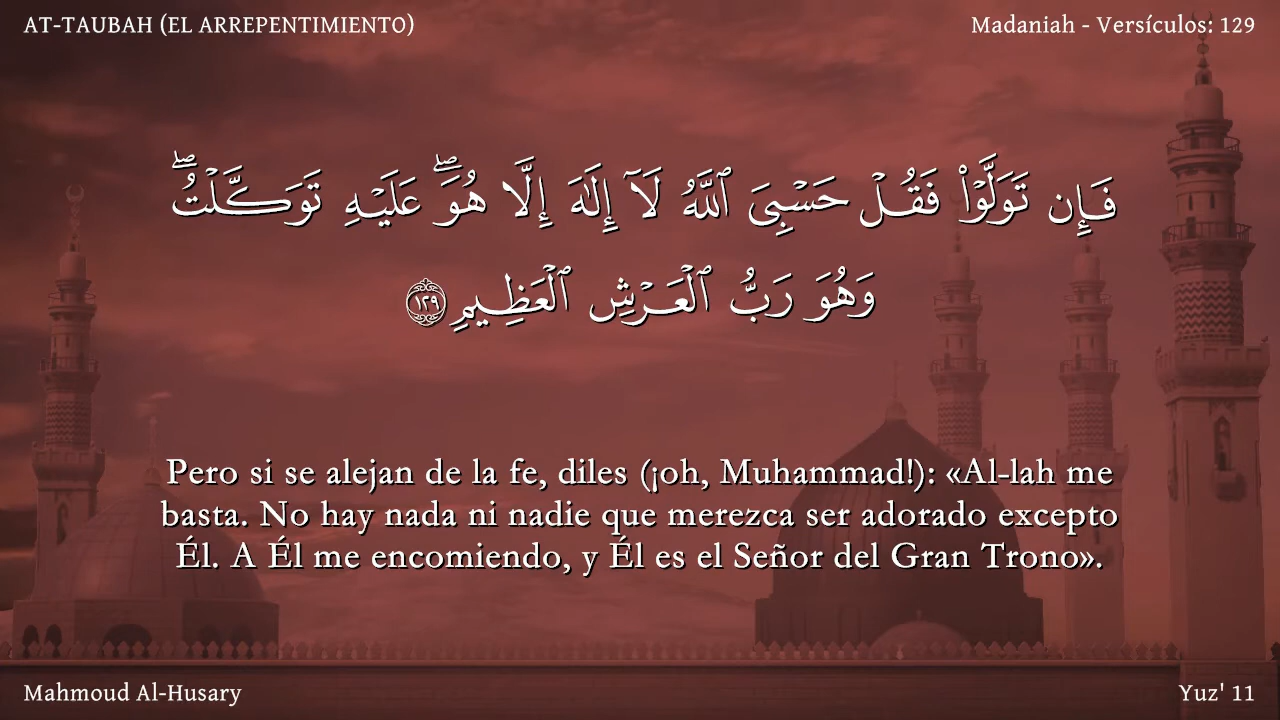 AT-TAUBAH (EL ARREPENTIMIENTO)
Madaniah - Versículos: 129
فَإِن تَوَلَّوْا۟ فَقُلْ حَسْبِىَ ٱللَّهُ لَآ إِلَـٰهَ إِلَّا هُوَ ۖ عَلَيْهِ تَوَكَّلْتُ ۖ
وَهُوَ رَبُّ ٱلْعَرْشِ ٱلْعَظِيمِ ١٢٩
Pero si se alejan de la fe, diles (¡oh, Muhammad!): «Al-lah me
basta. No hay nada ni nadie que merezca ser adorado excepto
Él. A Él me encomiendo, y Él es el Señor del Gran Trono».
Mahmoud Al-Husary
Yuz' 11